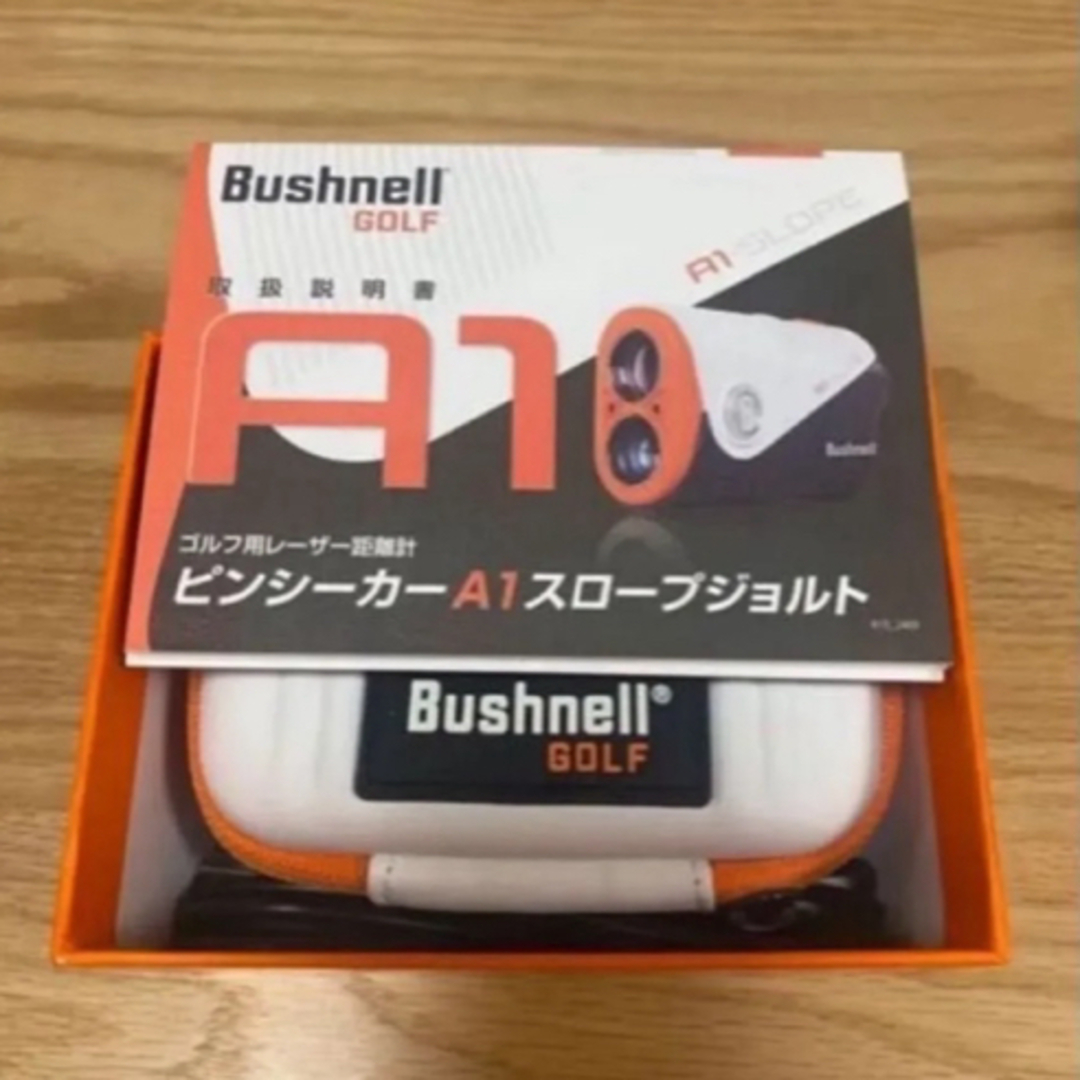 Bushnell
GOLF
A1 SLOPE
取扱説明書
A1
Bushnell
ゴルフ用レーザー距離計
ピンシーカーA1スロープジョルト
Bushnell®
GOLF